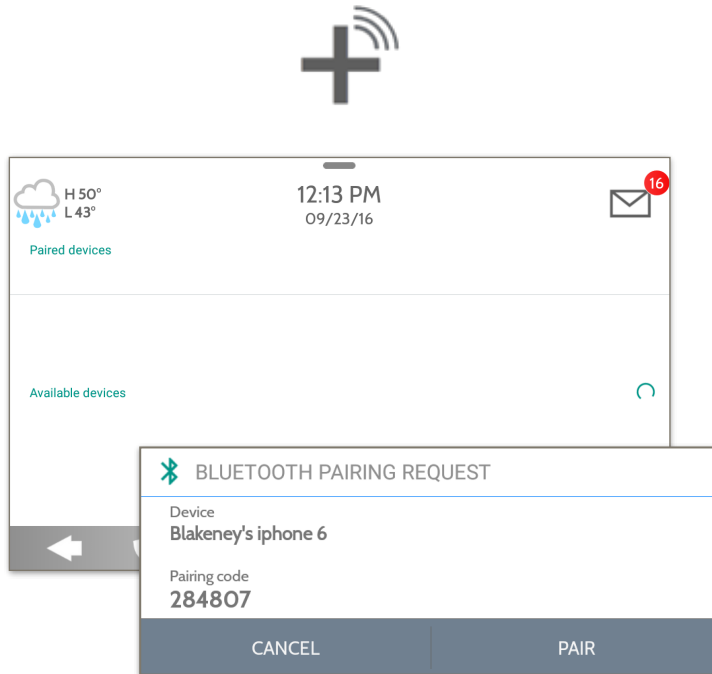 H 50°
L 43°
12:13 PM
09/23/16
16
Paired devices
Available devices
BLUETOOTH PAIRING REQUEST
Device
Blakeney's iphone 6
Pairing code
284807
CANCEL
PAIR